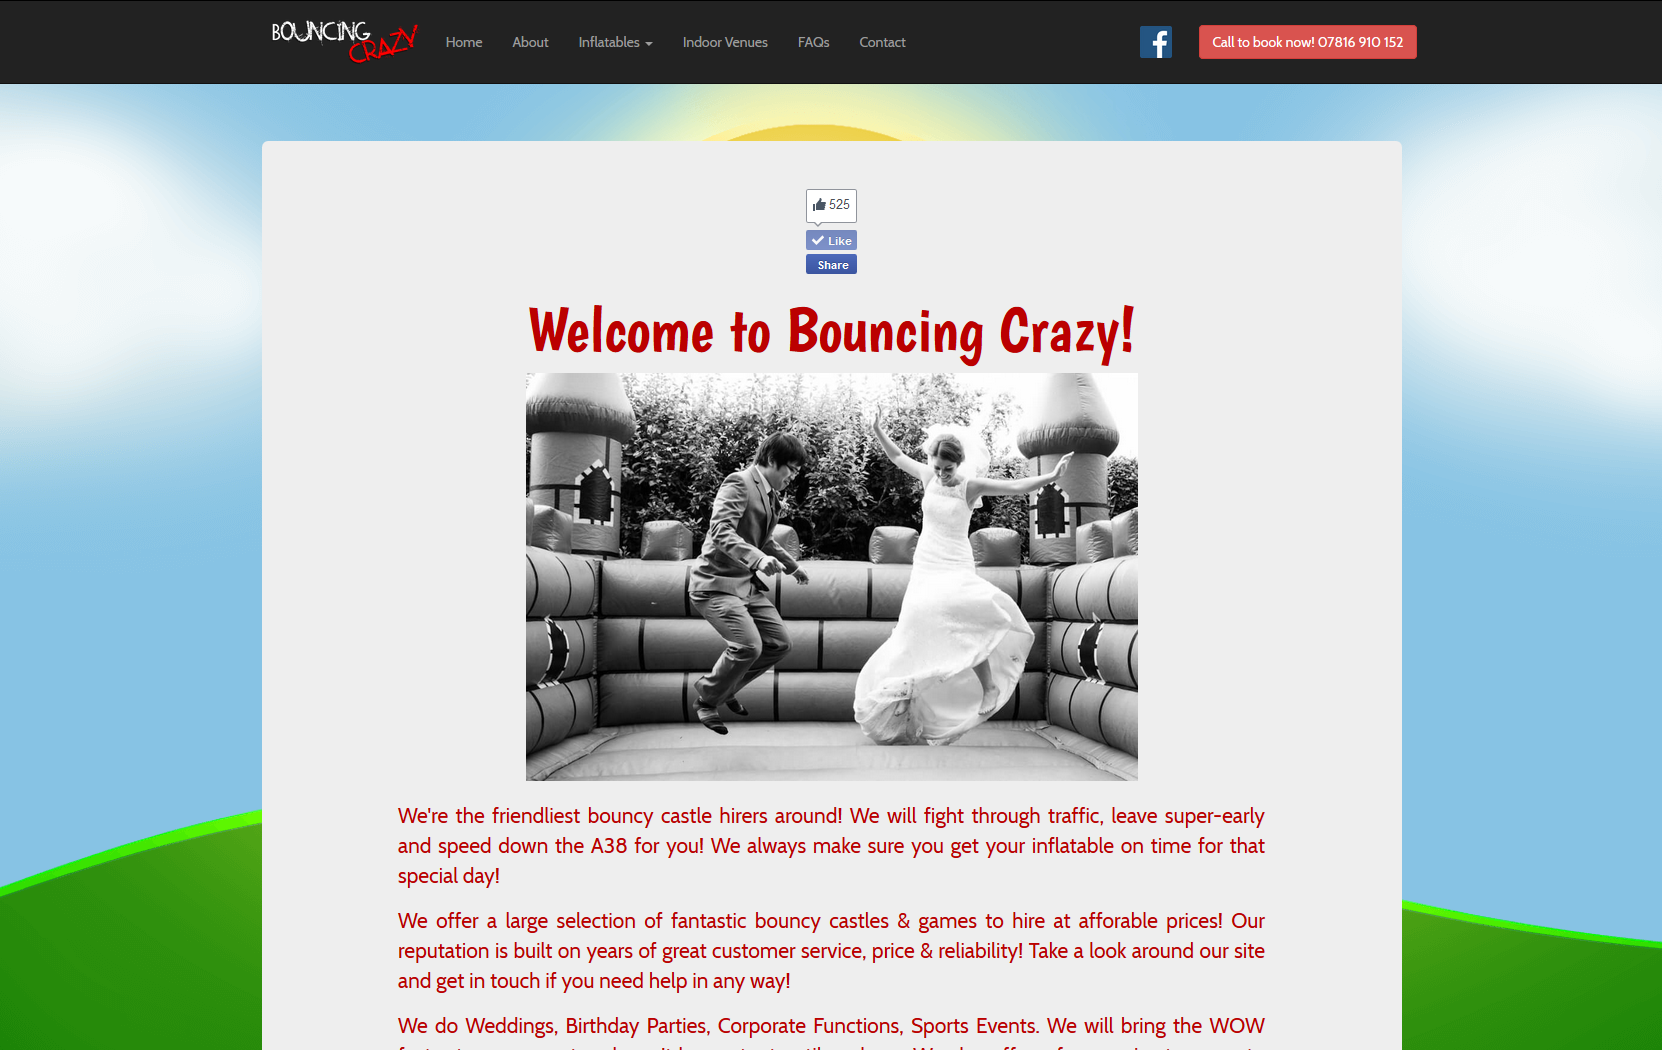 BOUNCING
CRAZY
Home About Inflatables Indoor Venues FAQs Contact
Call to book now! 07816 910 152
525
Like
Share
Welcome to Bouncing Crazy!
We're the friendliest bouncy castle hirers around! We will fight through traffic, leave super-early
and speed down the A38 for you! We always make sure you get your inflatable on time for that
special day!
We offer a large selection of fantastic bouncy castles & games to hire at afforable prices! Our
reputation is built on years of great customer service, price & reliability! Take a look around our site
and get in touch if you need help in any way!
We do Weddings, Birthday Parties, Corporate Functions, Sports Events. We will bring the WOW